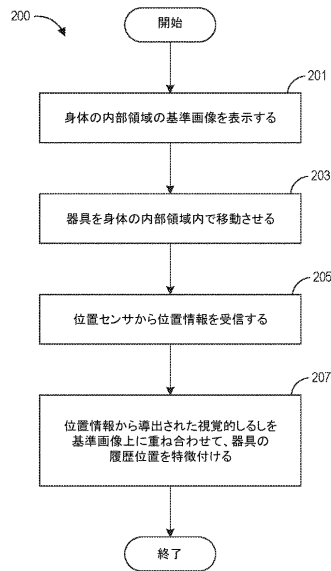 200
開始
201
身体の内部領域の基準画像を表示する
203
器具を身体の内部領域内で移動させる
205
位置センサから位置情報を受信する
207
位置情報から導出された視覚的しるしを
基準画像上に重ね合わせて、器具の
履歴位置を特徴付ける
終了